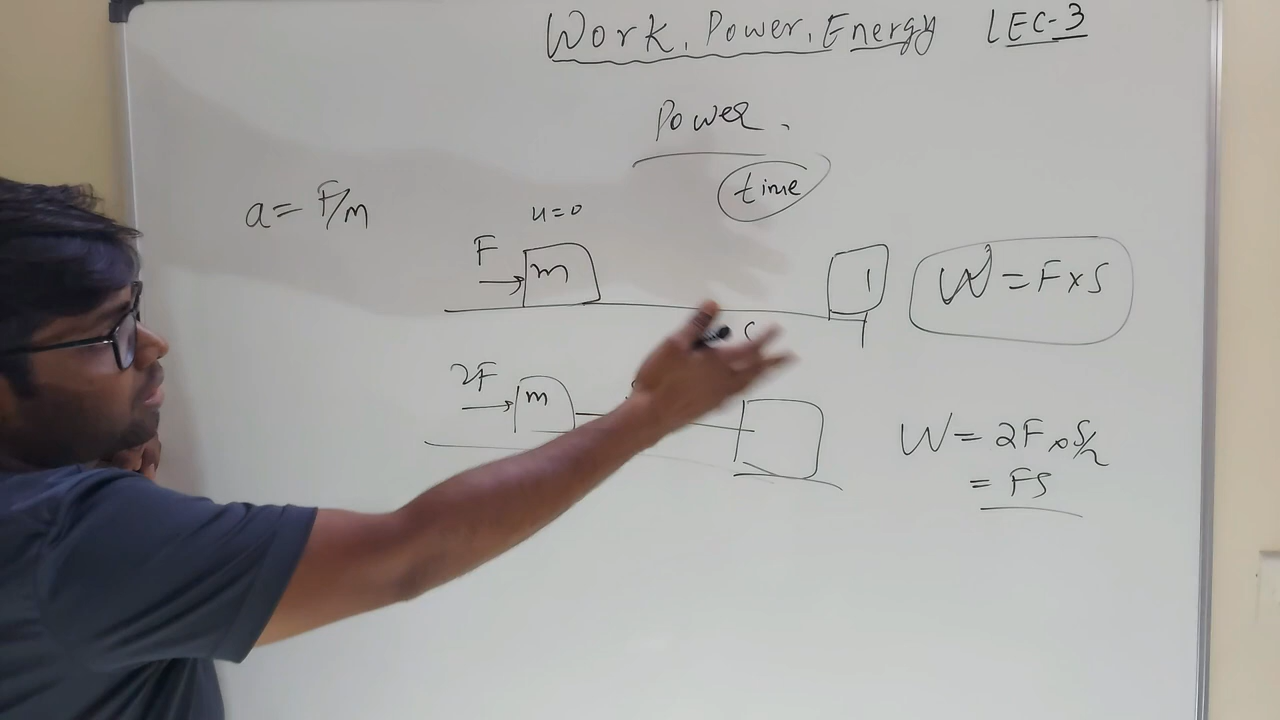 Work, Power, Energy LEC-3
Power.
time
a = F/m
u=0
F
m
1
W = F×S
2F
m
W = 2F × S/2
= FS